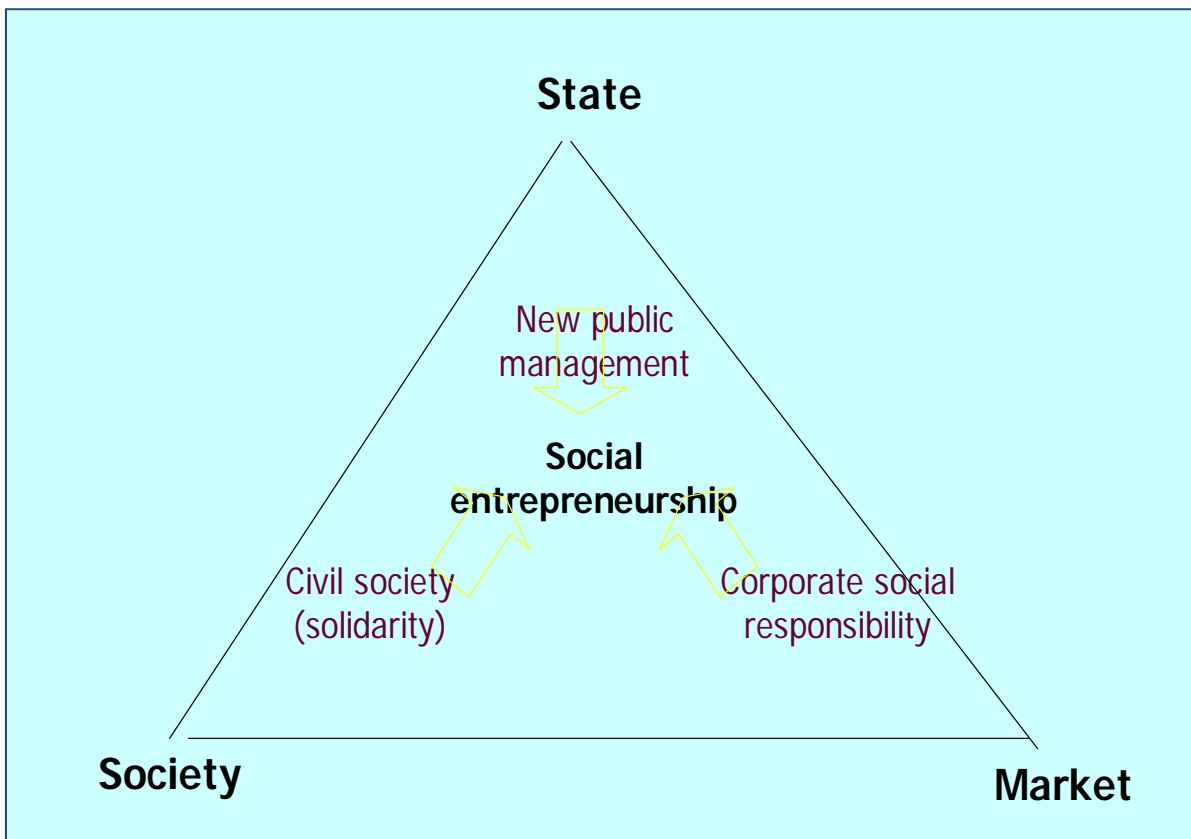 State
New public
management
Social
entrepreneurship
Civil society
(solidarity)
Corporate social
responsibility
Society
Market